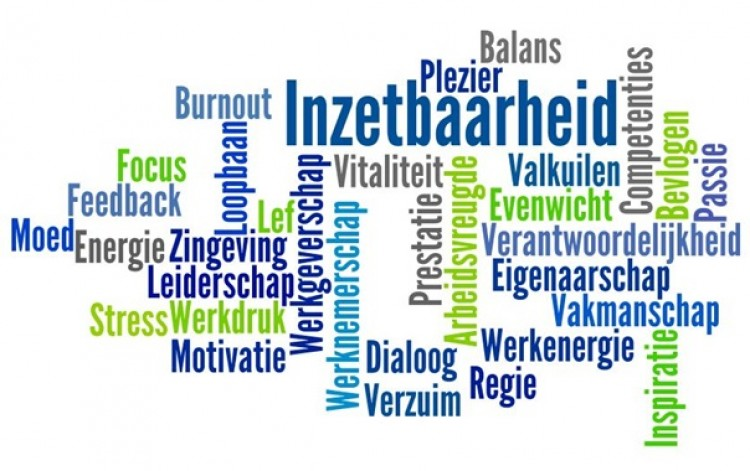 Balans
Plezier
Competenties
Burnout
Inzetbaarheid
Bevlogen
Passie
Loopbaan
Focus
Vitaliteit
Valkuilen
Feedback
Lef
Werkgeverschap
Arbeidsvreugde
Prestatie
Evenwicht
Moed
Energie
Zingeving
Werknemerschap
Verantwoordelijkheid
Leiderschap
Eigenaarschap
Stress
Werkdruk
Vakmanschap
Motivatie
Dialoog
Werkenergie
Inspiratie
Verzuim
Regie